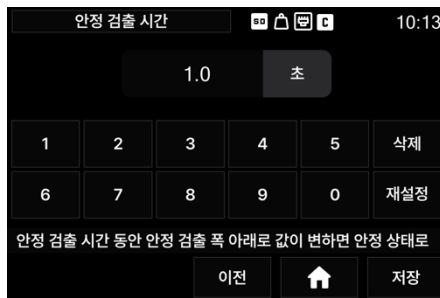 안정 검출 시간 SD C 10:13
1.0 초
1 2 3 4 5 삭제
6 7 8 9 0 재설정
안정 검출 시간 동안 안정 검출 폭 아래로 값이 변하면 안정 상태로
이전 저장